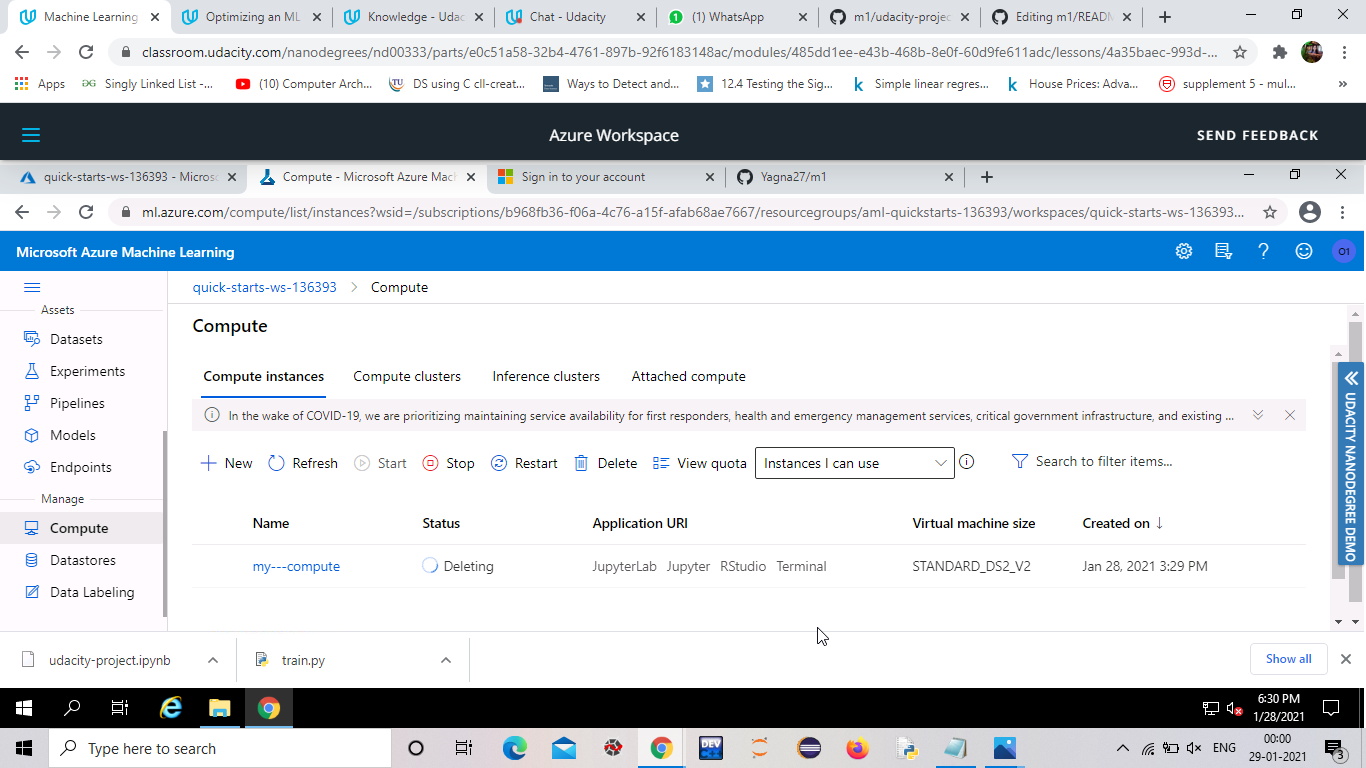 Machine Learning
Optimizing an ML
Knowledge - Udac
Chat - Udacity
(1) WhatsApp
m1/udacity-projec
Editing m1/READM
classroom.udacity.com/nanodegrees/nd00333/parts/e0c51a58-32b4-4761-897b-92f6183148ac/modules/485dd1ee-e43b-468b-8e0f-60d9fe611adc/lessons/4a35baec-993d-...
Apps
Singly Linked List -...
(10) Computer Arch...
DS using C cll-creat...
Ways to Detect and...
12.4 Testing the Sig...
Simple linear regres...
House Prices: Adva...
supplement 5 - mul...
Azure Workspace
SEND FEEDBACK
quick-starts-ws-136393 - Microso
Compute - Microsoft Azure Mach
Sign in to your account
Yagna27/m1
ml.azure.com/compute/list/instances?wsid=/subscriptions/b968fb36-f06a-4c76-a15f-afab68ae7667/resourcegroups/aml-quickstarts-136393/workspaces/quick-starts-ws-136393...
Microsoft Azure Machine Learning
O1
Assets
Datasets
Experiments
Pipelines
Models
Endpoints
Manage
Compute
Datastores
Data Labeling
quick-starts-ws-136393 > Compute
Compute
Compute instances
Compute clusters
Inference clusters
Attached compute
In the wake of COVID-19, we are prioritizing maintaining service availability for first responders, health and emergency management services, critical government infrastructure, and existing ...
New
Refresh
Start
Stop
Restart
Delete
View quota
Instances I can use
Search to filter items...
Name Status Application URI Virtual machine size Created on ↓
my---compute Deleting JupyterLab Jupyter RStudio Terminal STANDARD_DS2_V2 Jan 28, 2021 3:29 PM
UDACITY NANODEGREE DEMO
udacity-project.ipynb
train.py
Show all
6:30 PM
1/28/2021
Type here to search
DEV
ENG
00:00
29-01-2021
3